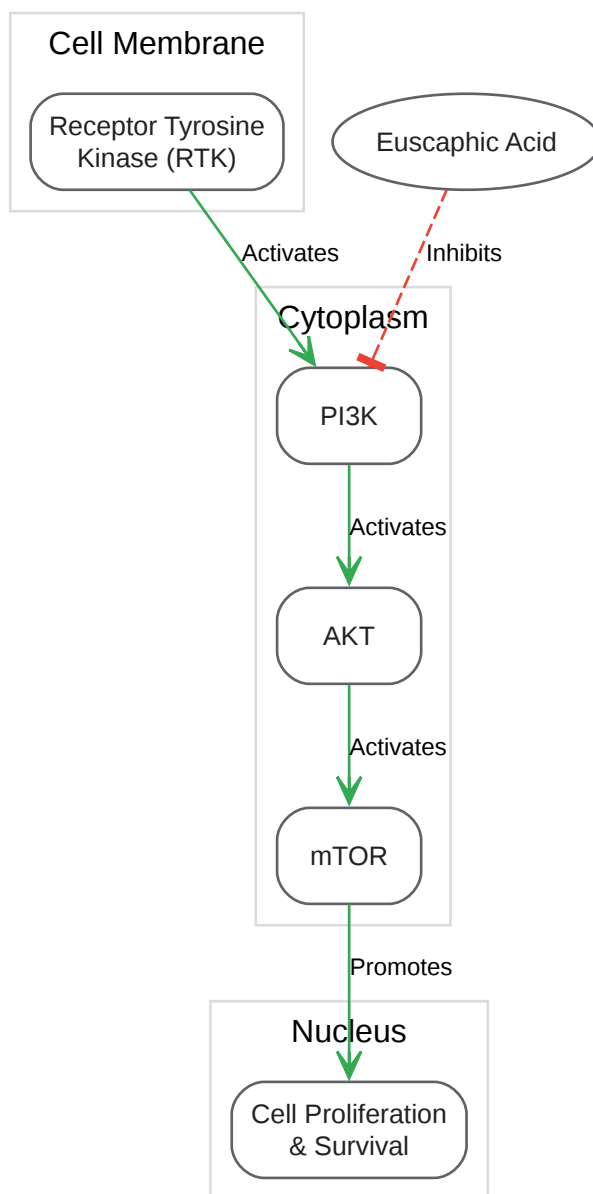 Cell Membrane
Receptor Tyrosine
Kinase (RTK)
Euscaphic Acid
Activates
Inhibits
Cytoplasm
PI3K
Activates
AKT
Activates
mTOR
Promotes
Nucleus
Cell Proliferation
& Survival